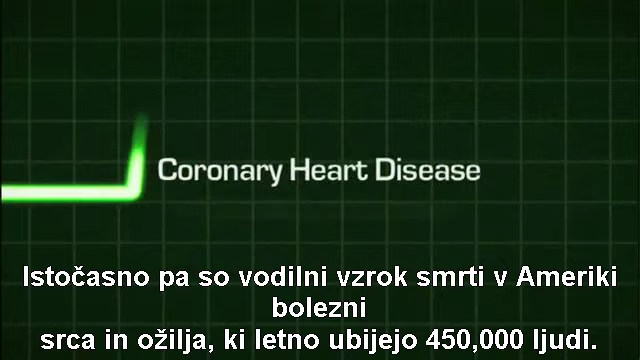 Coronary Heart Disease
Istočasno pa so vodilni vzrok smrti v Ameriki
bolezni
srca in ožilja, ki letno ubijejo 450,000 ljudi.